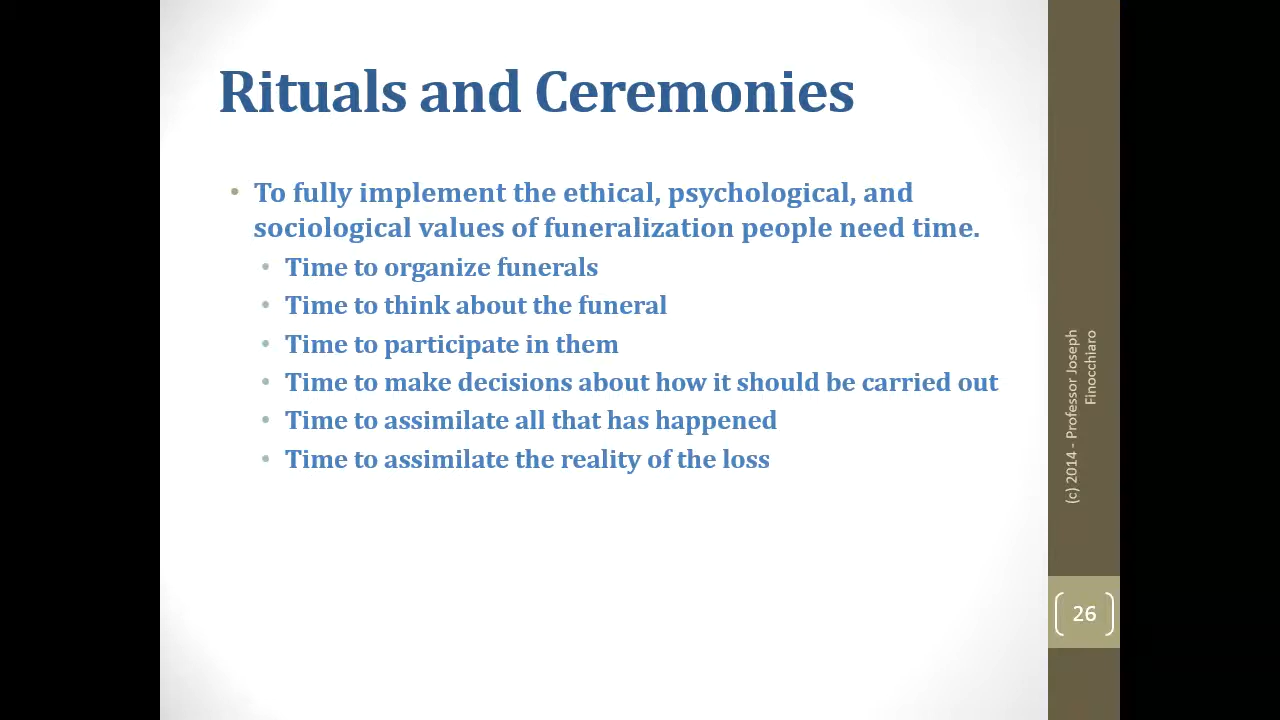 Rituals and Ceremonies
• To fully implement the ethical, psychological, and
sociological values of funeralization people need time.
• Time to organize funerals
• Time to think about the funeral
• Time to participate in them
• Time to make decisions about how it should be carried out
• Time to assimilate all that has happened
• Time to assimilate the reality of the loss
(c) 2014 - Professor Joseph
Finocchiaro
26